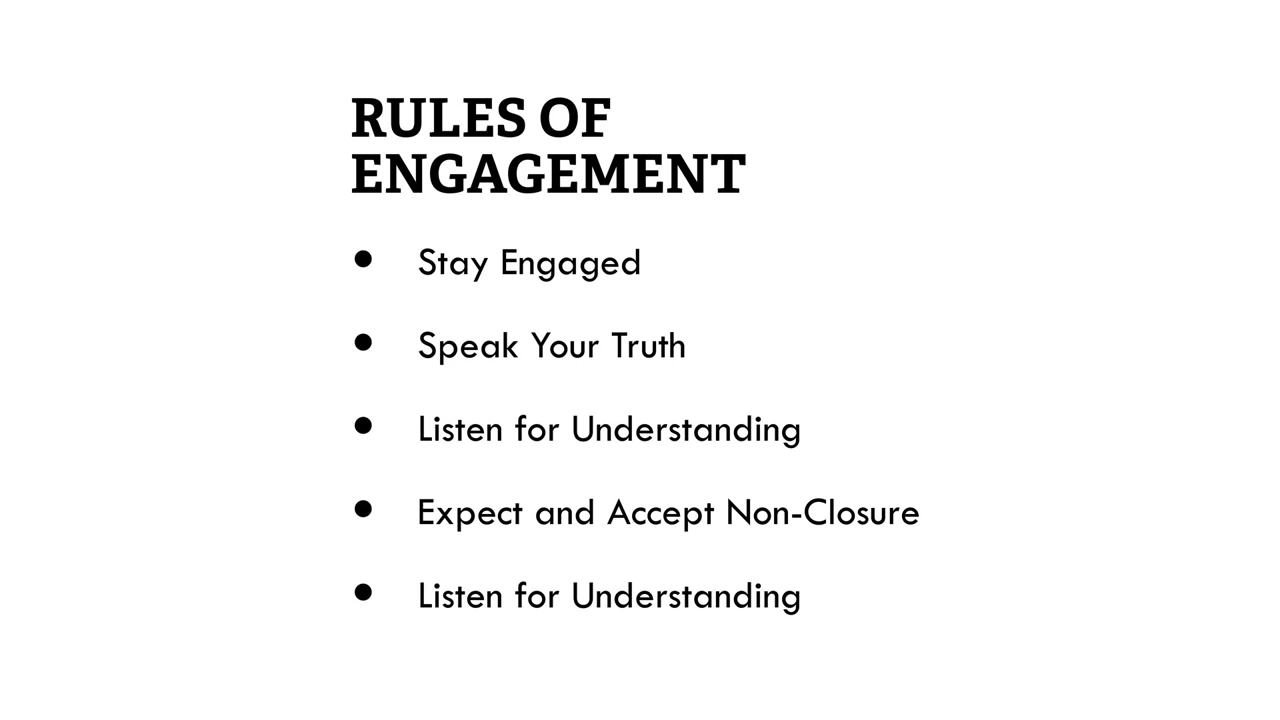 RULES OF
ENGAGEMENT
• Stay Engaged
• Speak Your Truth
• Listen for Understanding
• Expect and Accept Non-Closure
• Listen for Understanding